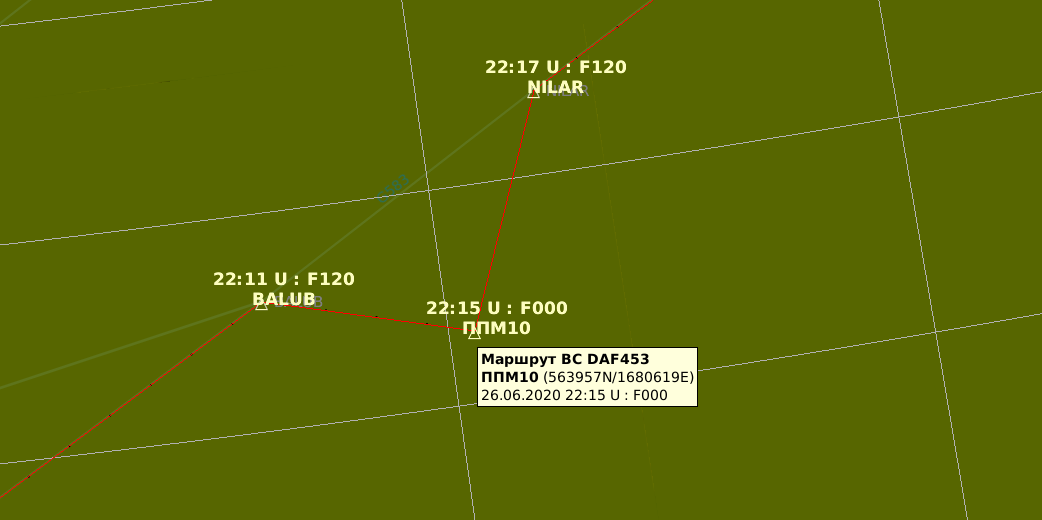 22:17 U : F120
NILAR
NILAR
22:11 U : F120
BALUB
22:15 U : F000
ППМ10
Маршрут ВС DAF453
ППМ10 (563957N/1680619E)
26.06.2020 22:15 U : F000